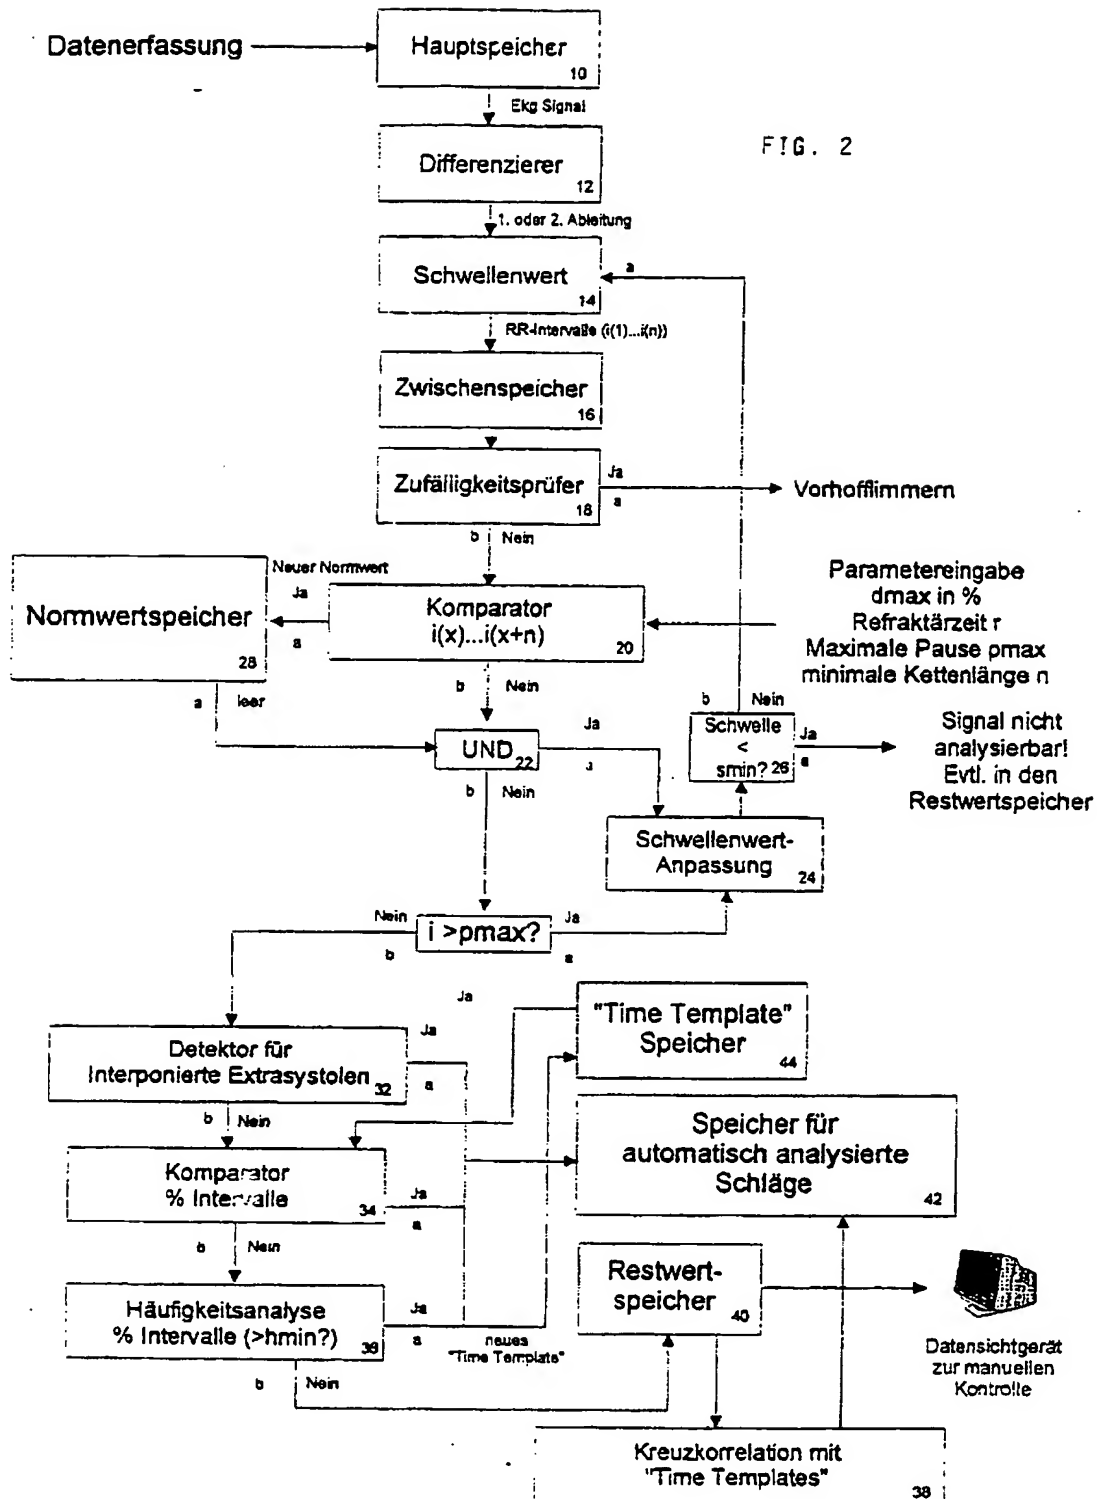 Datenerfassung
Hauptspeicher
10
Ekg Signal
FIG. 2
Differenzierer
12
1. oder 2. Ableitung
Schwellenwert
14
a
RR-Intervalle (i(1)...i(n))
Zwischenspeicher
16
Zufälligkeitsprüfer
18
Ja
a
Vorhofflimmern
b Nein
Neuer Normwert
Ja
a
Normwertspeicher
28
Komparator
i(x)...i(x+n)
20
Parametereingabe
dmax in %
Refraktärzeit r
Maximale Pause pmax
minimale Kettenlänge n
a leer
b Nein
b Nein
UND
22
Ja
Schwelle
<
smin? 26
Ja
a
Signal nicht
analysierbar!
Evtl. in den
Restwertspeicher
b Nein
Schwellenwert-
Anpassung
24
Nein
b
i >pmax?
Ja
a
Ja
"Time Template"
Speicher
44
Detektor für
Interponierte Extrasystolen
32
Ja
a
b Nein
Speicher für
automatisch analysierte
Schläge
42
Komparator
% Intervalle
34
Ja
a
b Nein
Restwert-
speicher
40
Häufigkeitsanalyse
% Intervalle (>hmin?)
36
Ja
a
neues
"Time Template"
b Nein
Datensichtgerät
zur manuellen
Kontrolle
Kreuzkorrelation mit
"Time Templates"
38